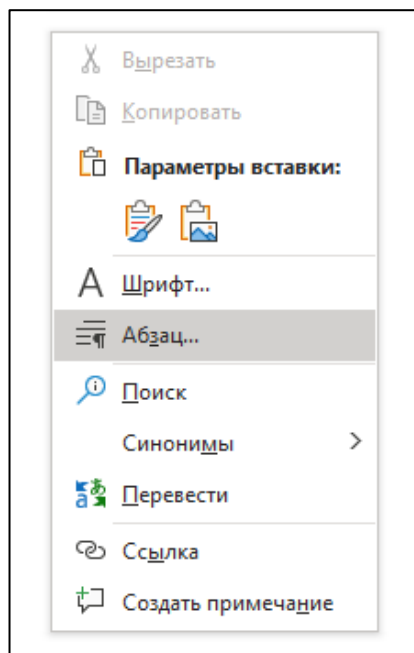 Вырезать
Копировать
Параметры вставки:
Шрифт...
Абзац...
Поиск
Синонимы
Перевести
Ссылка
Создать примечание